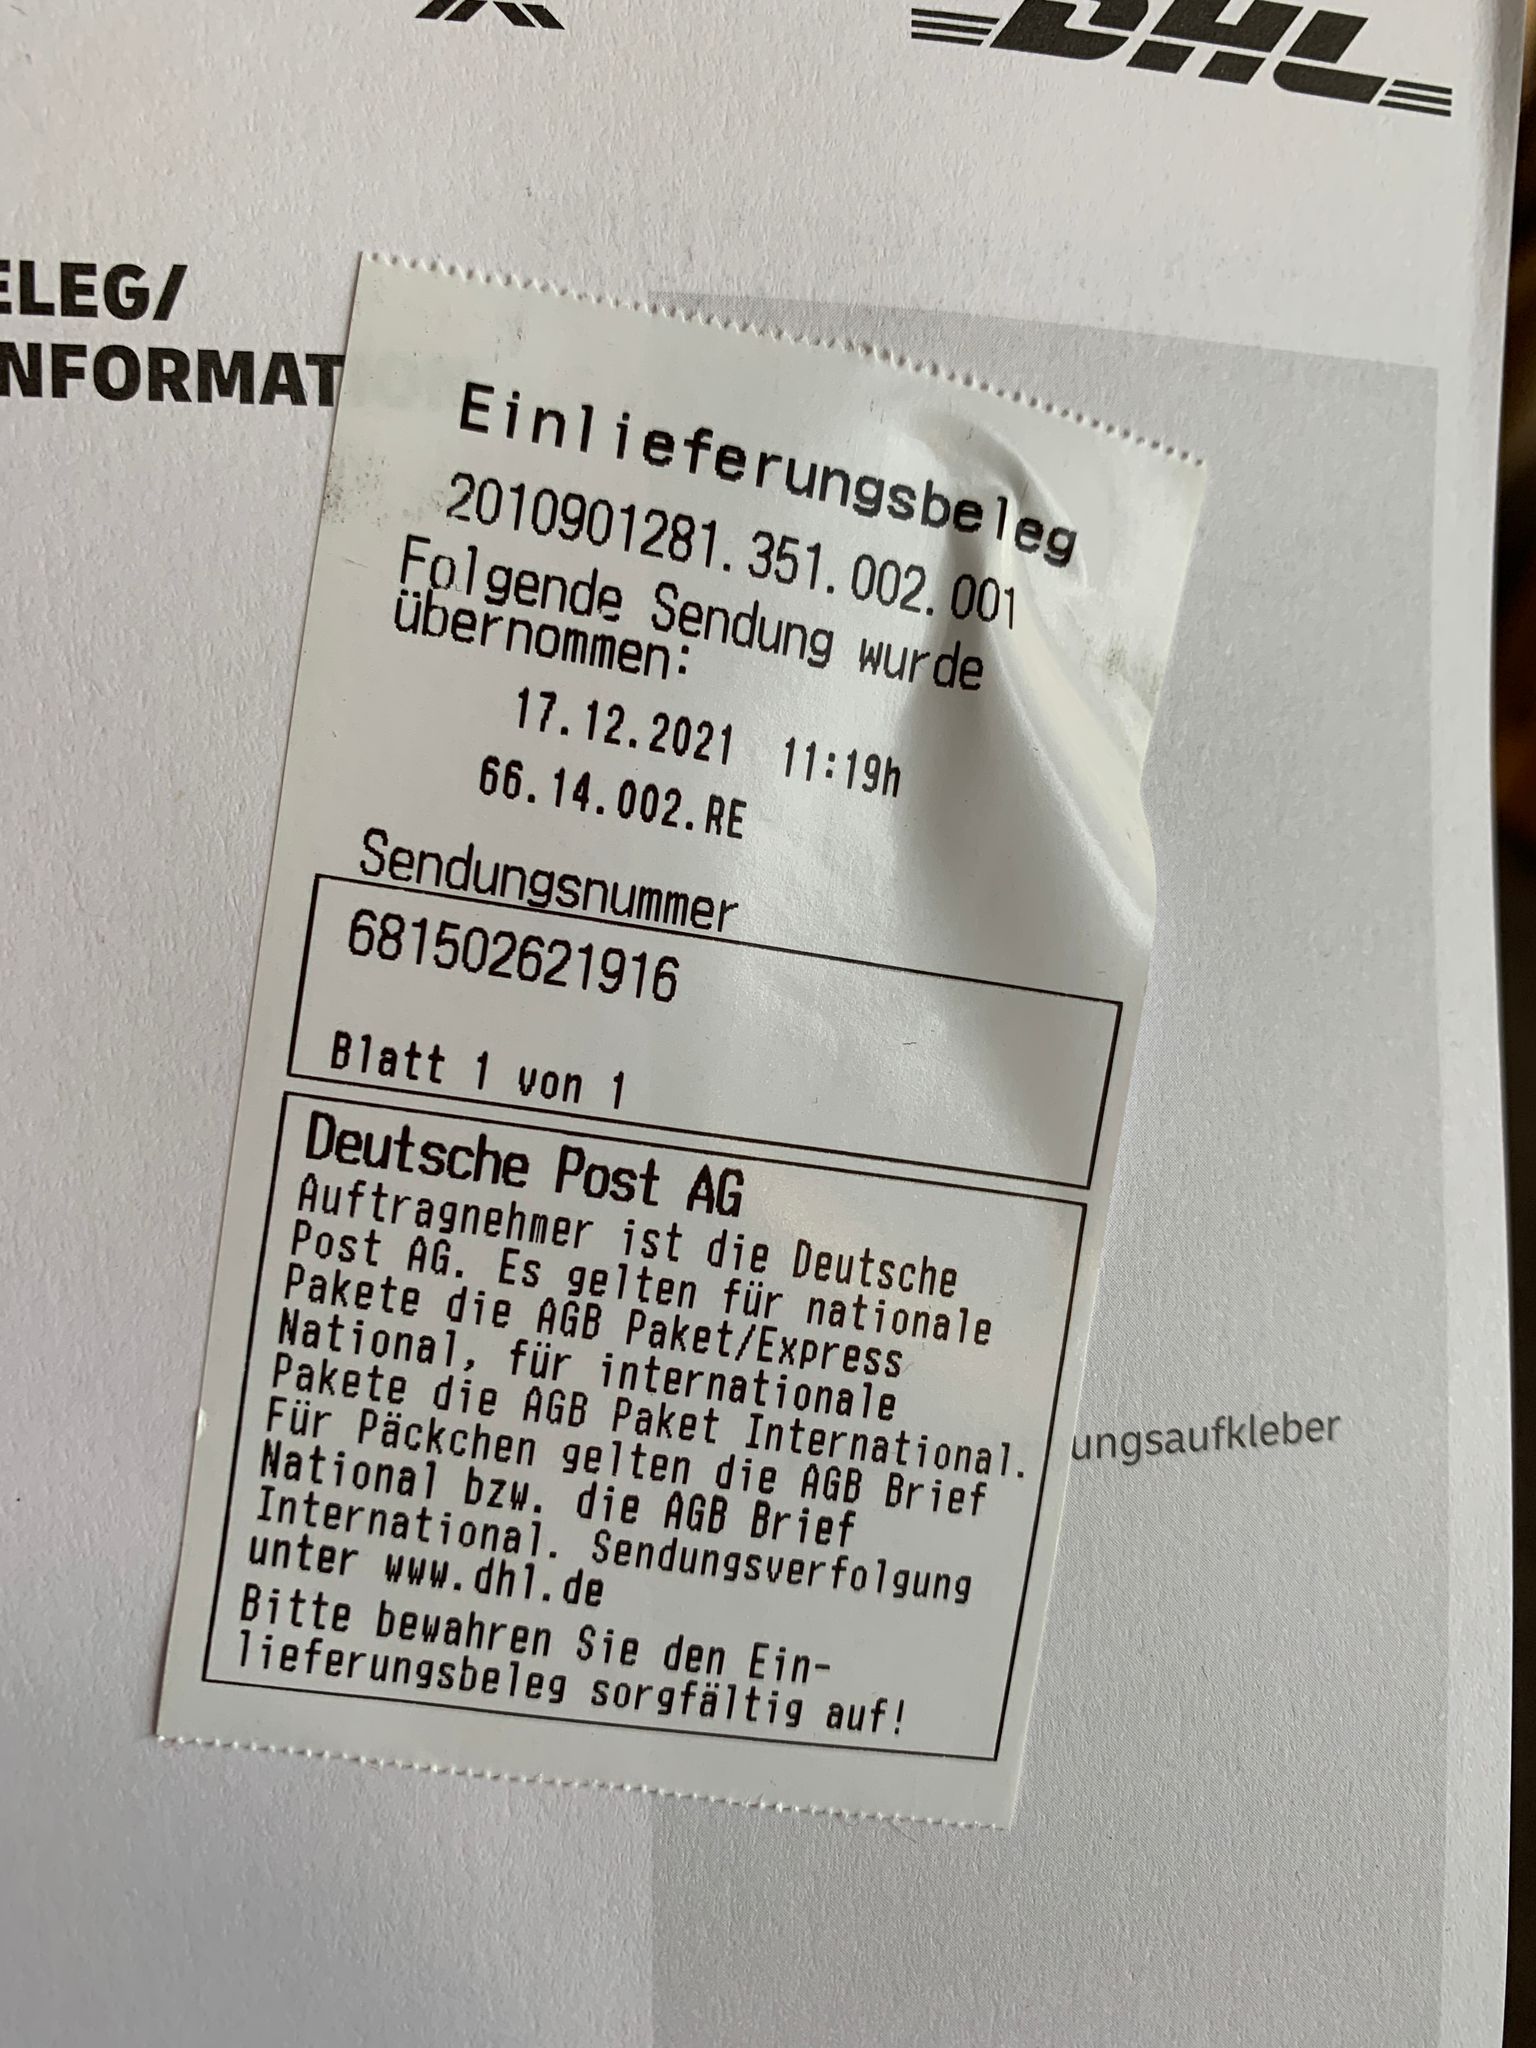 DHL
ELEG/
NFORMAT
Einlieferungsbeleg
2010901281.351.002.001
Folgende Sendung wurde
übernommen:
17.12.2021 11:19h
66.14.002.RE
Sendungsnummer
681502621916
Blatt 1 von 1
Deutsche Post AG
Auftragnehmer ist die Deutsche
Post AG. Es gelten für nationale
Pakete die AGB Paket/Express
National, für internationale
Pakete die AGB Paket International.
Für Päckchen gelten die AGB Brief
National bzw. die AGB Brief
International. Sendungsverfolgung
unter www.dhl.de
Bitte bewahren Sie den Ein-
lieferungsbeleg sorgfältig auf!
ungsaufkleber